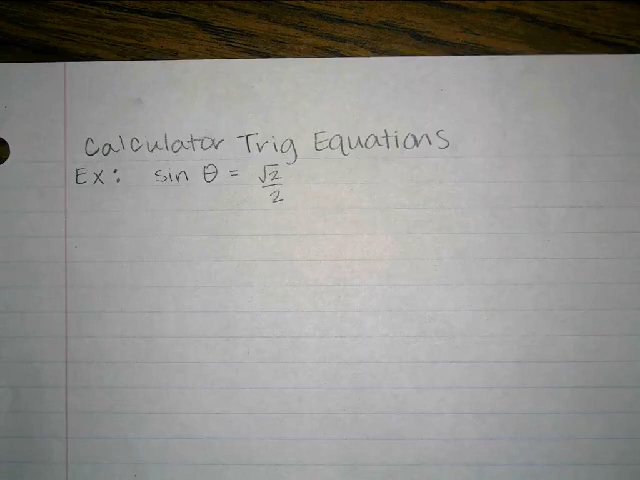 Calculator Trig Equations
Ex: sin θ = √2/2